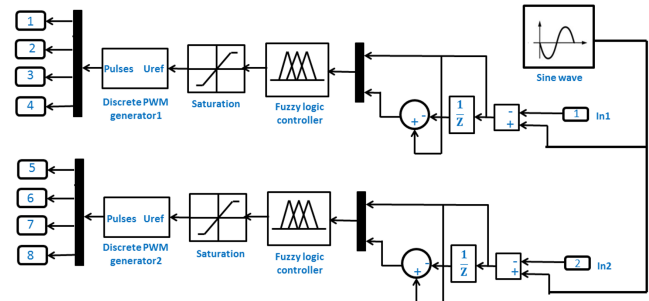 1
2
3
4
Pulses Uref
Discrete PWM
generator1
Saturation
Fuzzy logic
controller
+
-
1
Z
-
+
1
In1
Sine wave
5
6
7
8
Pulses Uref
Discrete PWM
generator2
Saturation
Fuzzy logic
controller
+
-
1
Z
-
+
2
In2